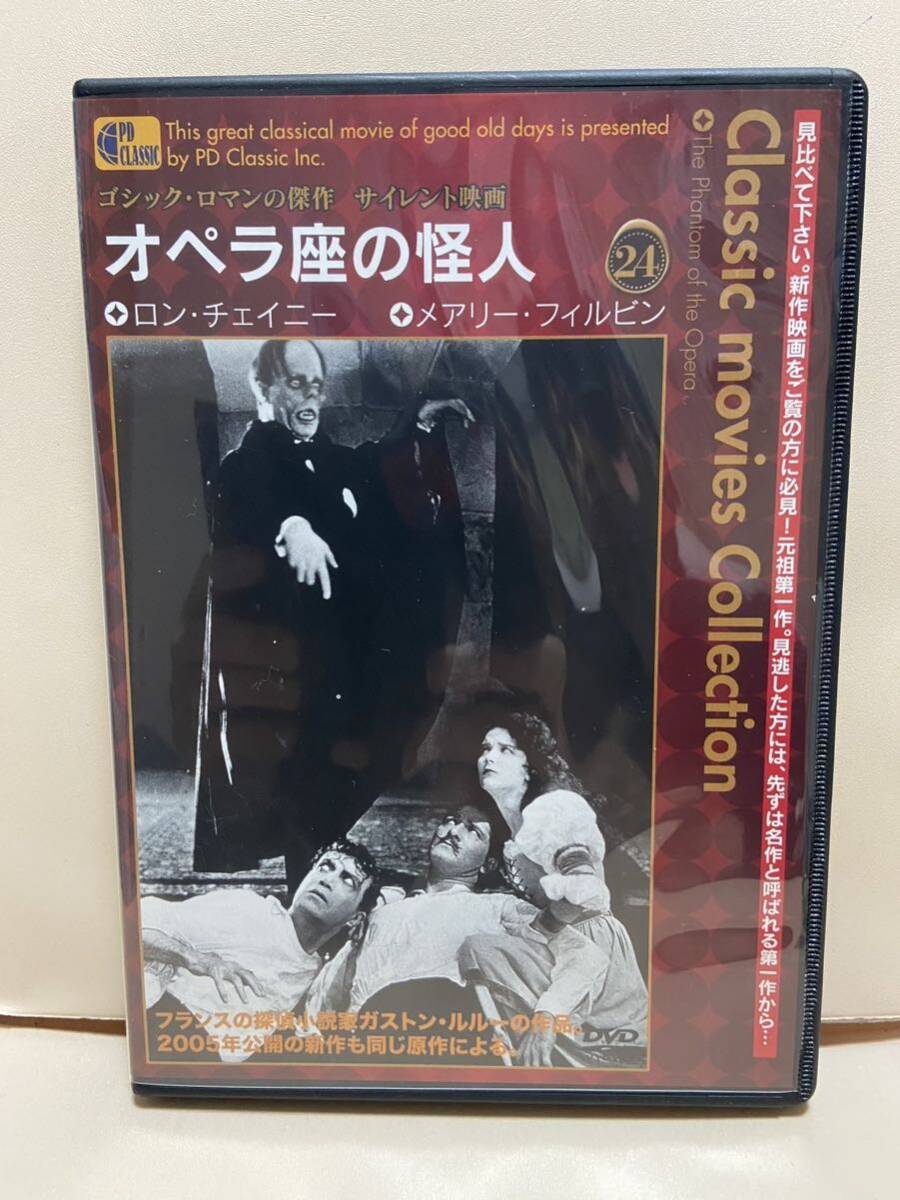 PD
CLASSIC
This great classical movie of good old days is presented
by PD Classic Inc.
ゴシック・ロマンの傑作 サイレント映画
オペラ座の怪人
24
ロン・チェイニー メアリー・フィルビン
The Phantom of the Opera
Classic movies Collection
見比べて下さい。新作映画をご覧の方に必見！元祖第一作。見逃した方には、先ずは名作と呼ばれる第一作から…
フランスの探偵小説家ガストン・ルルーの作品。
2005年公開の新作も同じ原作による。
DVD